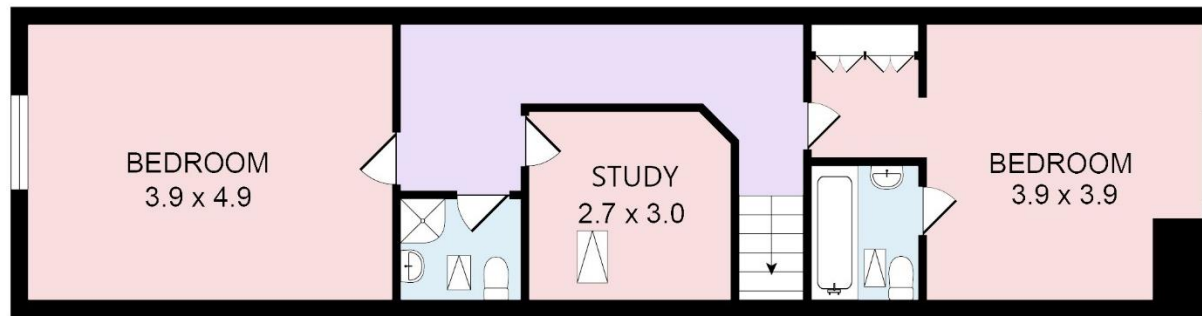 BEDROOM
3.9 x 4.9
STUDY
2.7 x 3.0
BEDROOM
3.9 x 3.9